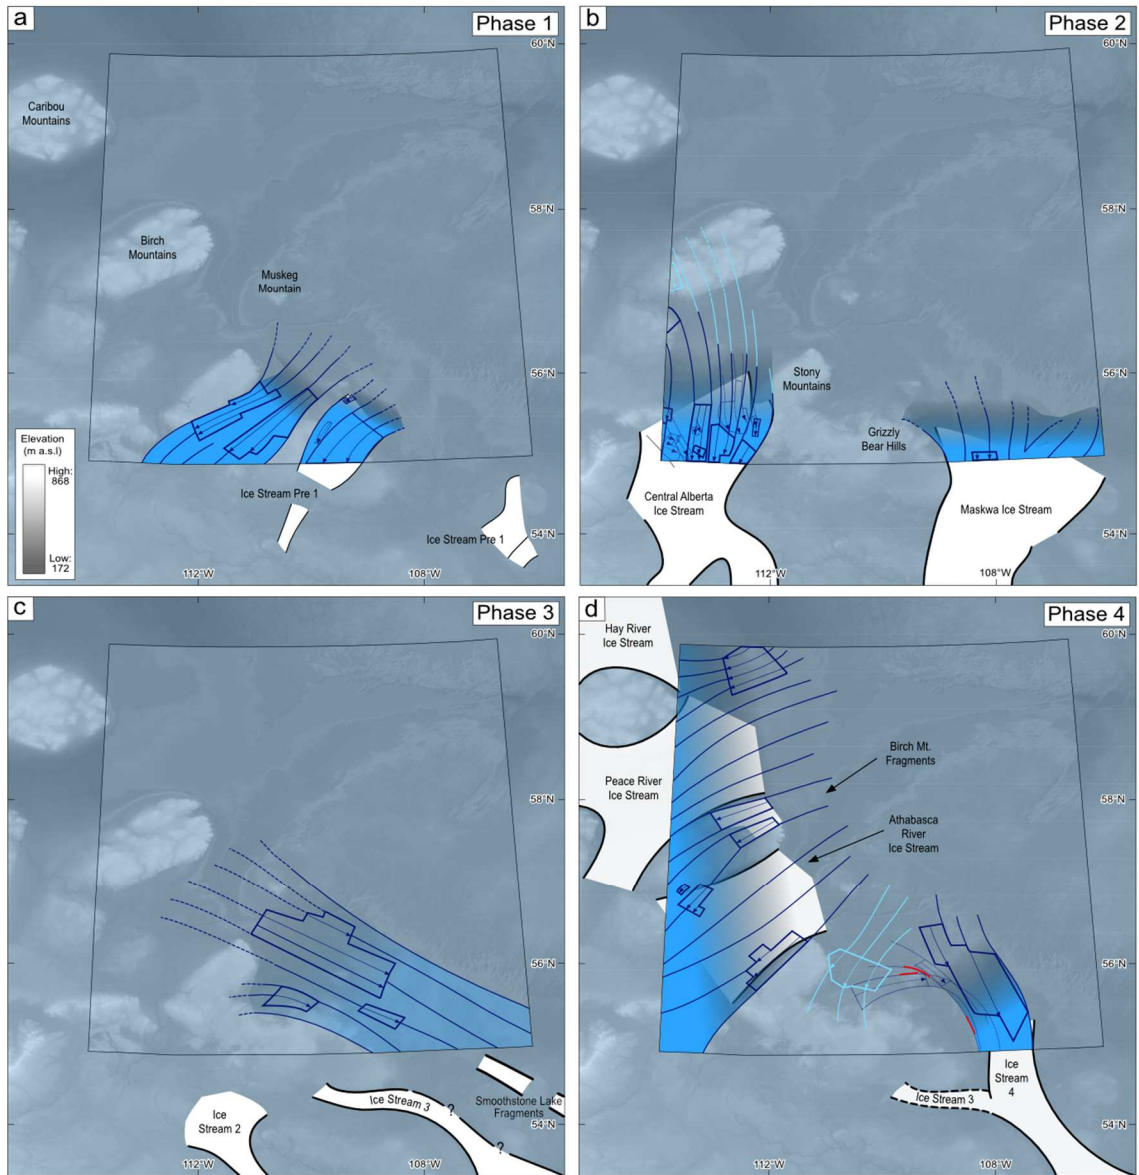 a
Phase 1
60°N
Caribou
Mountains
58°N
Birch
Mountains
Muskeg
Mountain
56°N
Elevation
(m a.s.l)
High:
868
Low:
172
Ice Stream Pre 1
Ice Stream Pre 1
54°N
112°W
108°W
b
Phase 2
60°N
58°N
56°N
Stony
Mountains
Grizzly
Bear Hills
Central Alberta
Ice Stream
Maskwa Ice Stream
54°N
112°W
108°W
c
Phase 3
60°N
58°N
56°N
Ice
Stream 2
Ice Stream 3
?
?
Smoothstone Lake
Fragments
54°N
112°W
108°W
d
Phase 4
60°N
Hay River
Ice Stream
Peace River
Ice Stream
Birch Mt.
Fragments
58°N
Athabasca
River
Ice Stream
56°N
Ice
Stream
4
Ice Stream 3
54°N
112°W
108°W